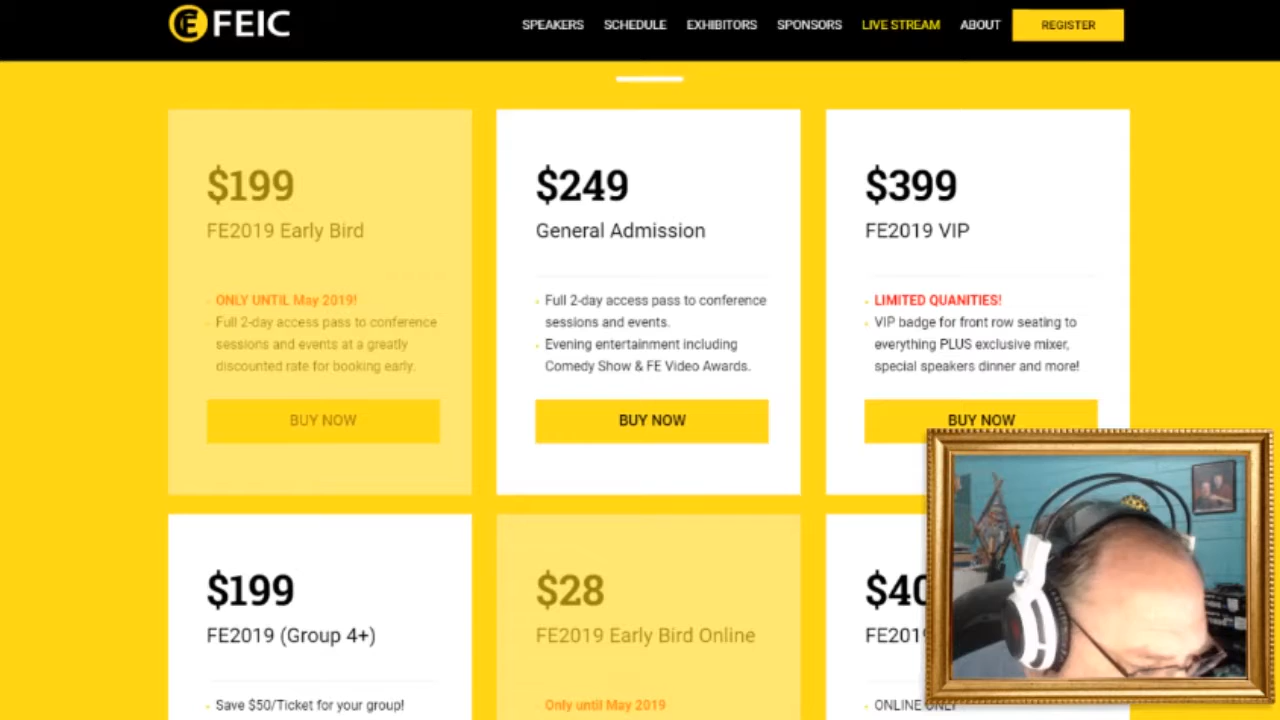 FEIC
SPEAKERS SCHEDULE EXHIBITORS SPONSORS LIVE STREAM ABOUT REGISTER
$199
FE2019 Early Bird
ONLY UNTIL May 2019!
Full 2-day access pass to conference
sessions and events at a greatly
discounted rate for booking early.
BUY NOW
$249
General Admission
Full 2-day access pass to conference
sessions and events.
Evening entertainment including
Comedy Show & FE Video Awards.
BUY NOW
$399
FE2019 VIP
LIMITED QUANITIES!
VIP badge for front row seating to
everything PLUS exclusive mixer,
special speakers dinner and more!
BUY NOW
$199
FE2019 (Group 4+)
Save $50/Ticket for your group!
$28
FE2019 Early Bird Online
Only until May 2019
$40
FE2019
ONLINE ONLY